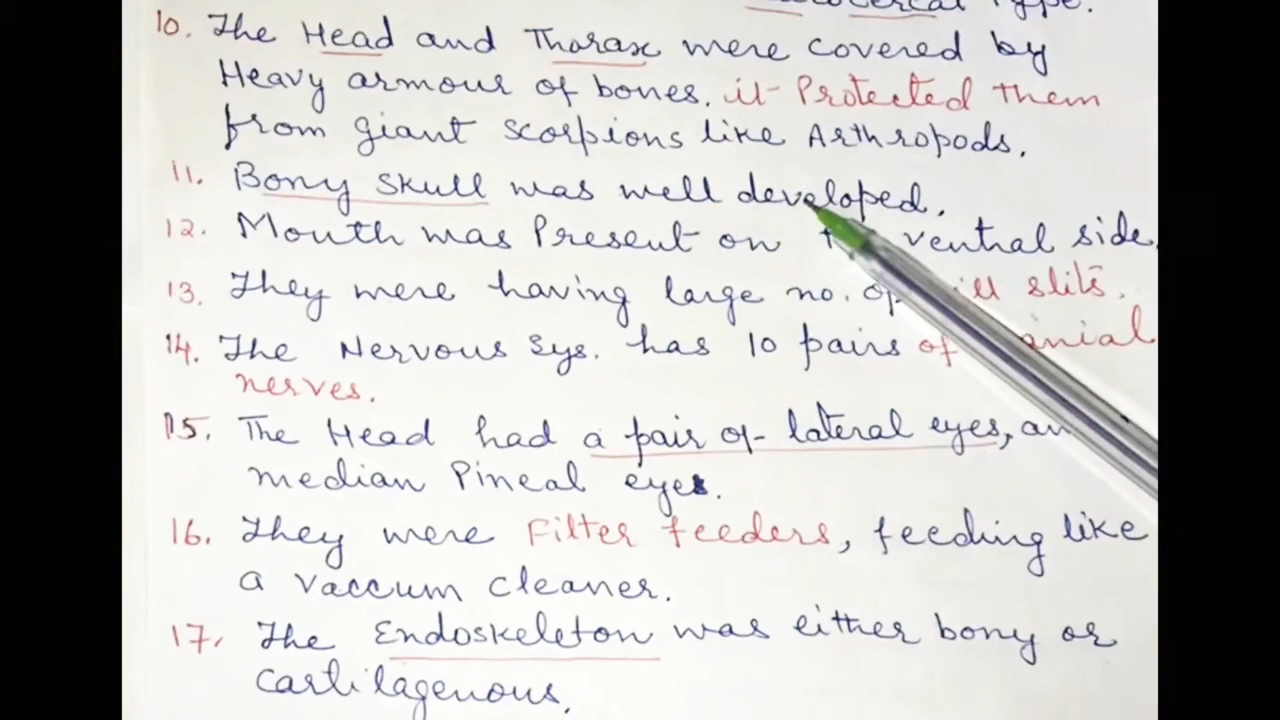 Type.
10. The Head and Thorax were covered by
Heavy armour of bones. it Protected them
from giant scorpions like Arthropods.
11. Bony Skull was well developed.
12. Mouth was Present on ventral side.
13. They were having large no. of slits.
14. The Nervous Sys. has 10 pairs of
nerves.
15. The Head had a pair of lateral eyes,
median Pineal eye.
16. They were Filter feeders, feeding like
a vaccum cleaner.
17. The Endoskeleton was either bony or
cartilagenous.